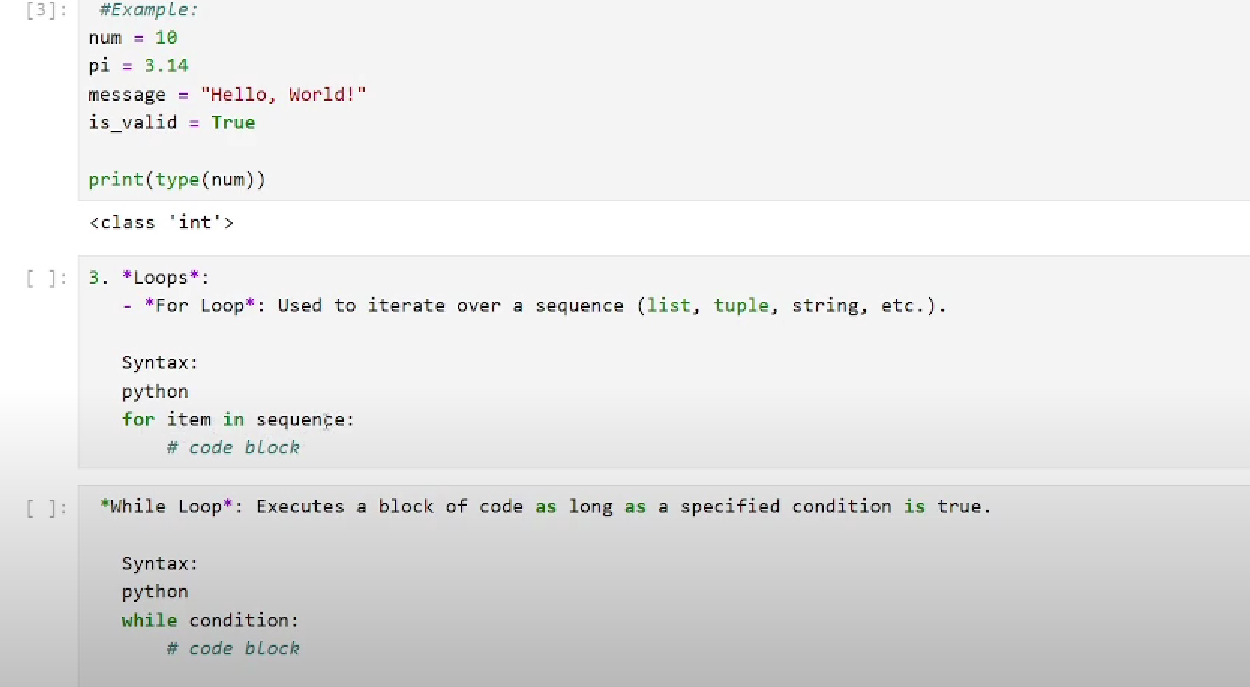 [3]: #Example:
num = 10
pi = 3.14
message = "Hello, World!"
is_valid = True
print(type(num))
<class 'int'>
[ ]: 3. *Loops*:
- *For Loop*: Used to iterate over a sequence (list, tuple, string, etc.).
Syntax:
python
for item in sequence:
# code block
[ ]: *While Loop*: Executes a block of code as long as a specified condition is true.
Syntax:
python
while condition:
# code block